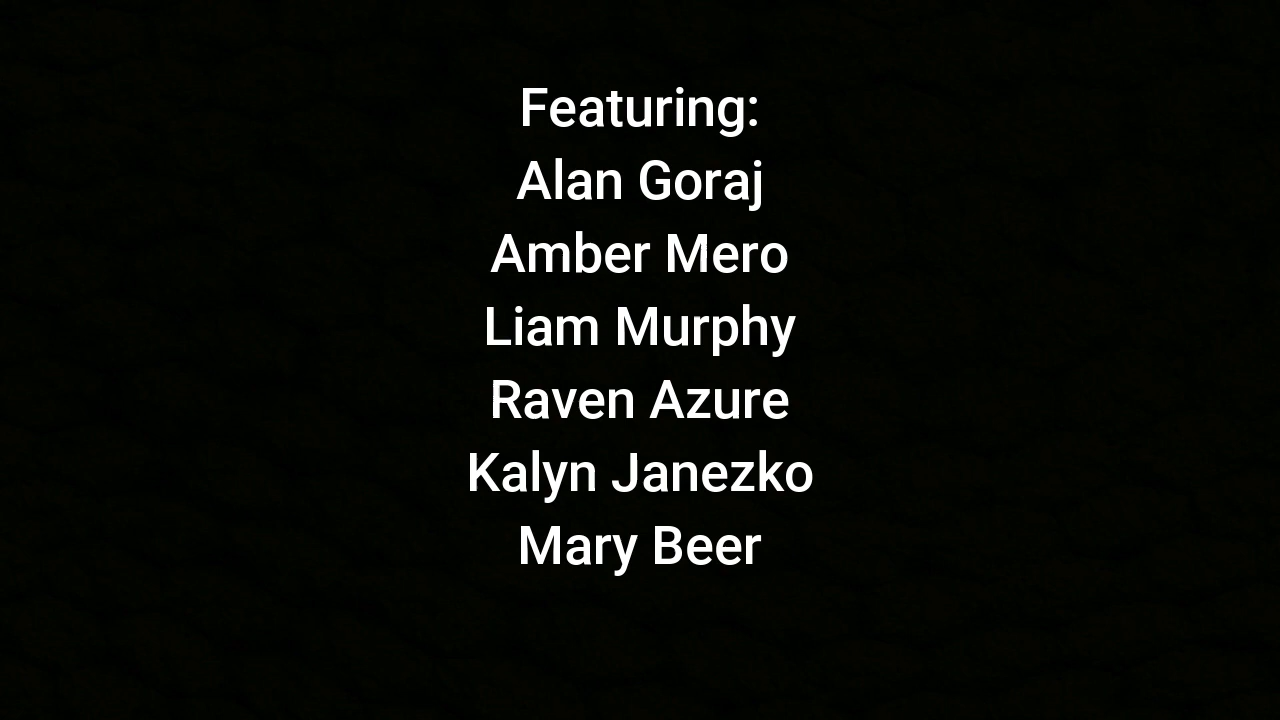 Featuring:
Alan Goraj
Amber Mero
Liam Murphy
Raven Azure
Kalyn Janezko
Mary Beer